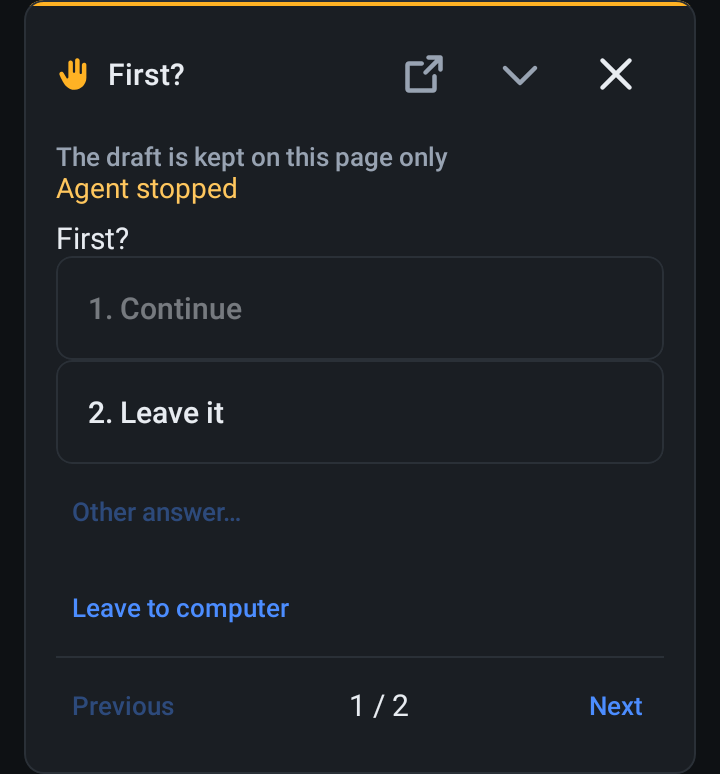 First?
The draft is kept on this page only
Agent stopped
First?
1. Continue
2. Leave it
Other answer…
Leave to computer
Previous 1 / 2 Next